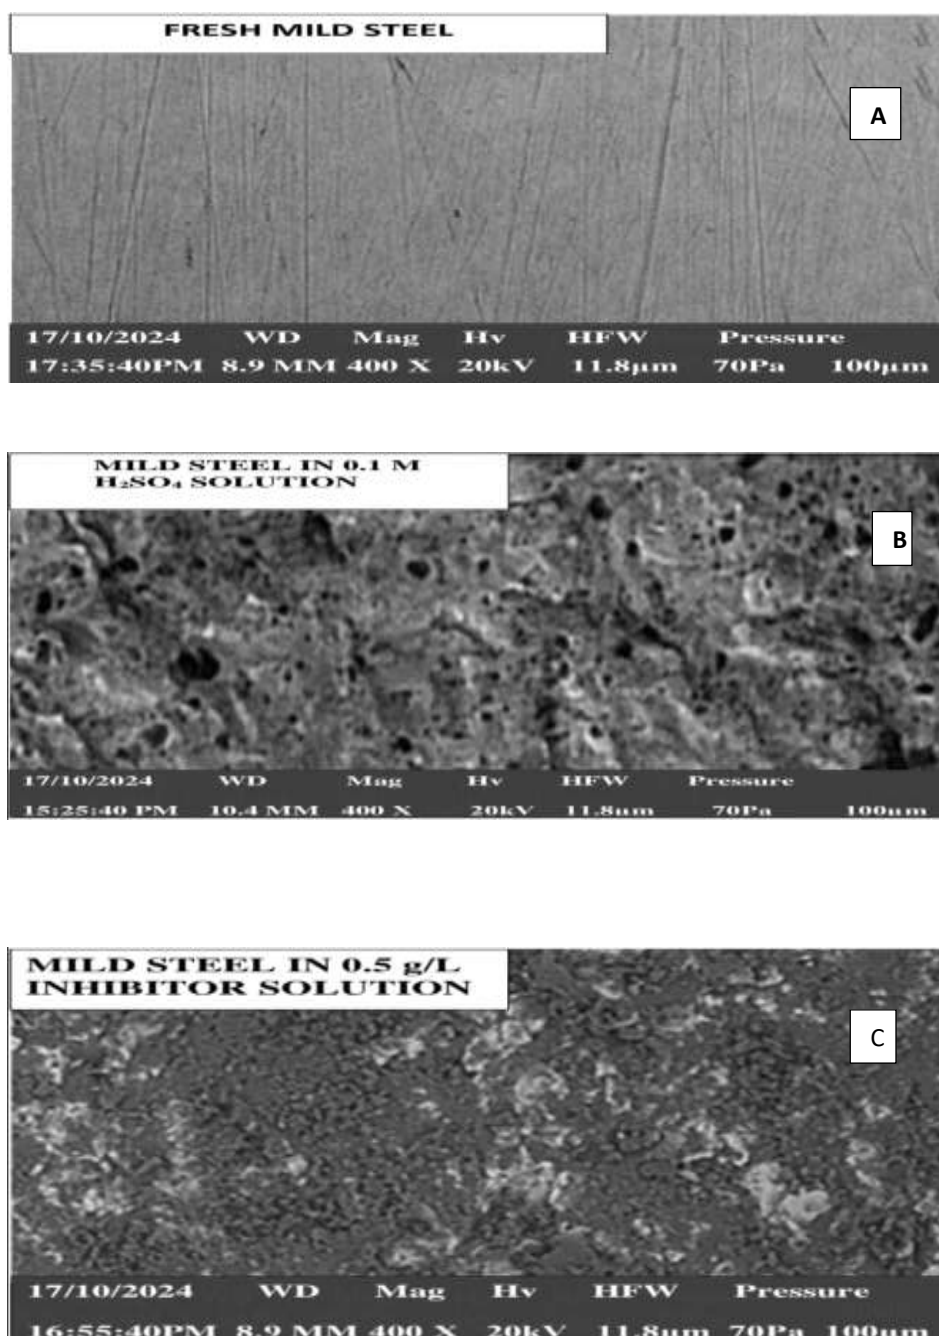 FRESH MILD STEEL
A
17/10/2024 WD Mag Hv HFW Pressure
17:35:40PM 8.9 MM 400 X 20kV 11.8µm 70Pa 100µm
MILD STEEL IN 0.1 M
H₂SO₄ SOLUTION
B
17/10/2024 WD Mag Hv HFW Pressure
15:25:40 PM 10.4 MM 400 X 20kV 11.8µm 70Pa 100µm
MILD STEEL IN 0.5 g/L
INHIBITOR SOLUTION
C
17/10/2024 WD Mag Hv HFW Pressure
16:55:40PM 8.9 MM 400 X 20kV 11.8µm 70Pa 100µm